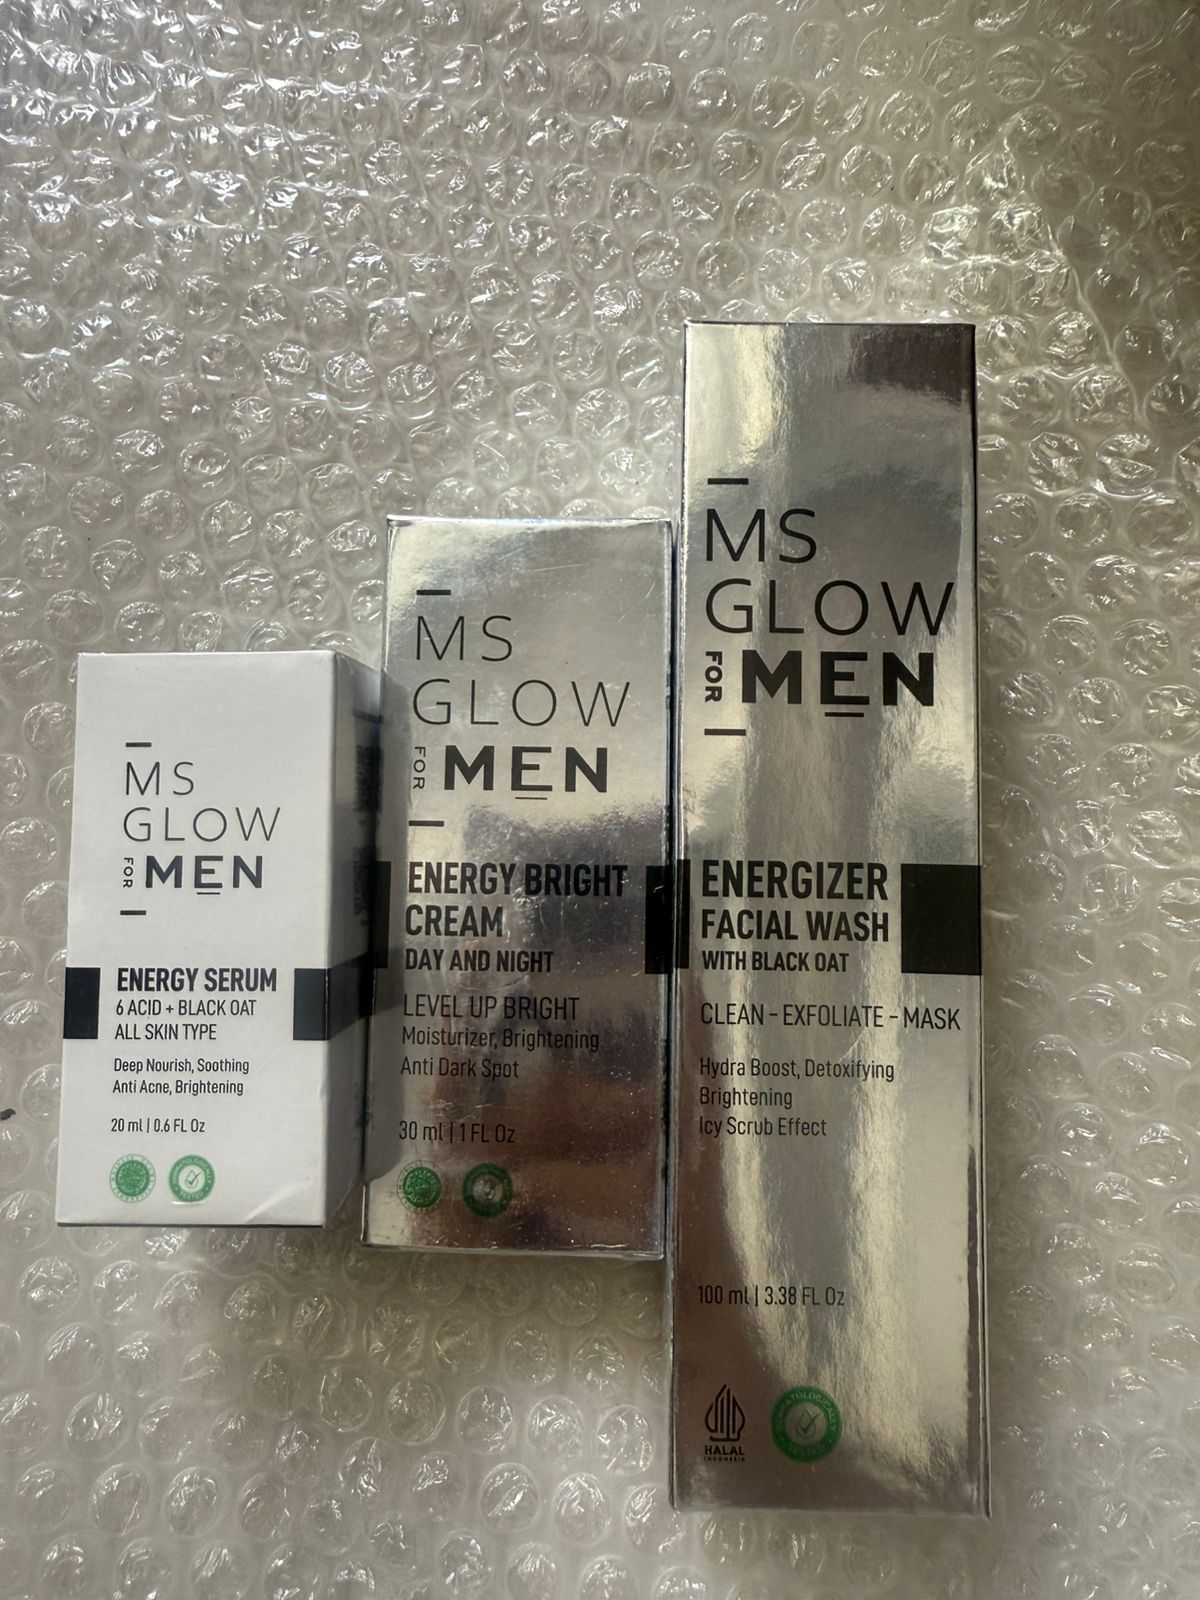 MS
GLOW
FOR MEN
ENERGY SERUM
6 ACID + BLACK OAT
ALL SKIN TYPE
Deep Nourish, Soothing
Anti Acne, Brightening
20 ml | 0.6 FL Oz
MS
GLOW
FOR MEN
ENERGY BRIGHT
CREAM
DAY AND NIGHT
LEVEL UP BRIGHT
Moisturizer, Brightening
Anti Dark Spot
30 ml | 1 FL Oz
MS
GLOW
FOR MEN
ENERGIZER
FACIAL WASH
WITH BLACK OAT
CLEAN - EXFOLIATE - MASK
Hydra Boost, Detoxifying
Brightening
Icy Scrub Effect
100 ml | 3.38 FL Oz
HALAL
INDONESIA
DERMATOLOGICALLY
TESTED